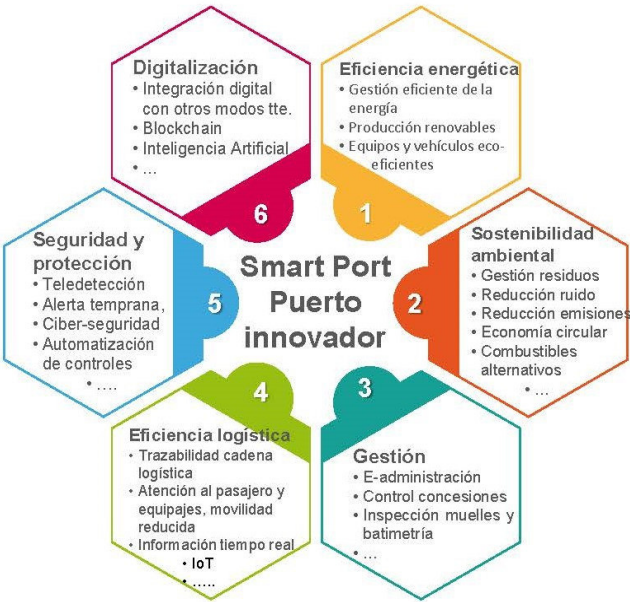 Digitalización
• Integración digital
con otros modos tte.
• Blockchain
• Inteligencia Artificial
• ...
6
Eficiencia energética
• Gestión eficiente de la
energía
• Producción renovables
• Equipos y vehículos eco-
eficientes
1
Seguridad y
protección
• Teledetección
• Alerta temprana,
• Ciber-seguridad
• Automatización
de controles
• ....
5
Smart Port
Puerto
innovador
2
Sostenibilidad
ambiental
• Gestión residuos
• Reducción ruido
• Reducción emisiones
• Economía circular
• Combustibles
alternativos
• ...
4
Eficiencia logística
• Trazabilidad cadena
logística
• Atención al pasajero y
equipajes, movilidad
reducida
• Información tiempo real
• IoT
• .....
3
Gestión
• E-administración
• Control concesiones
• Inspección muelles y
batimetría
• ...